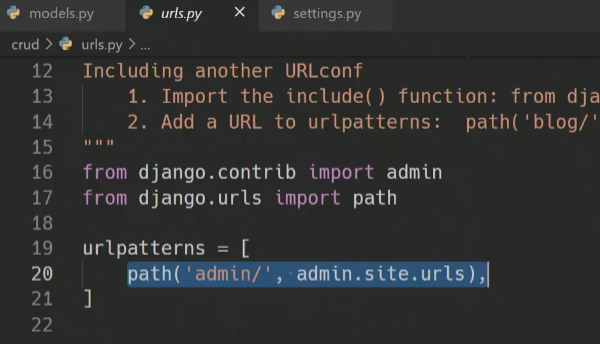 models.py urls.py × settings.py
crud > urls.py > ...
12 Including another URLconf
13     1. Import the include() function: from dja
14     2. Add a URL to urlpatterns:  path('blog/'
15 """
16 from django.contrib import admin
17 from django.urls import path
18
19 urlpatterns = [
20     path('admin/', admin.site.urls),
21 ]
22